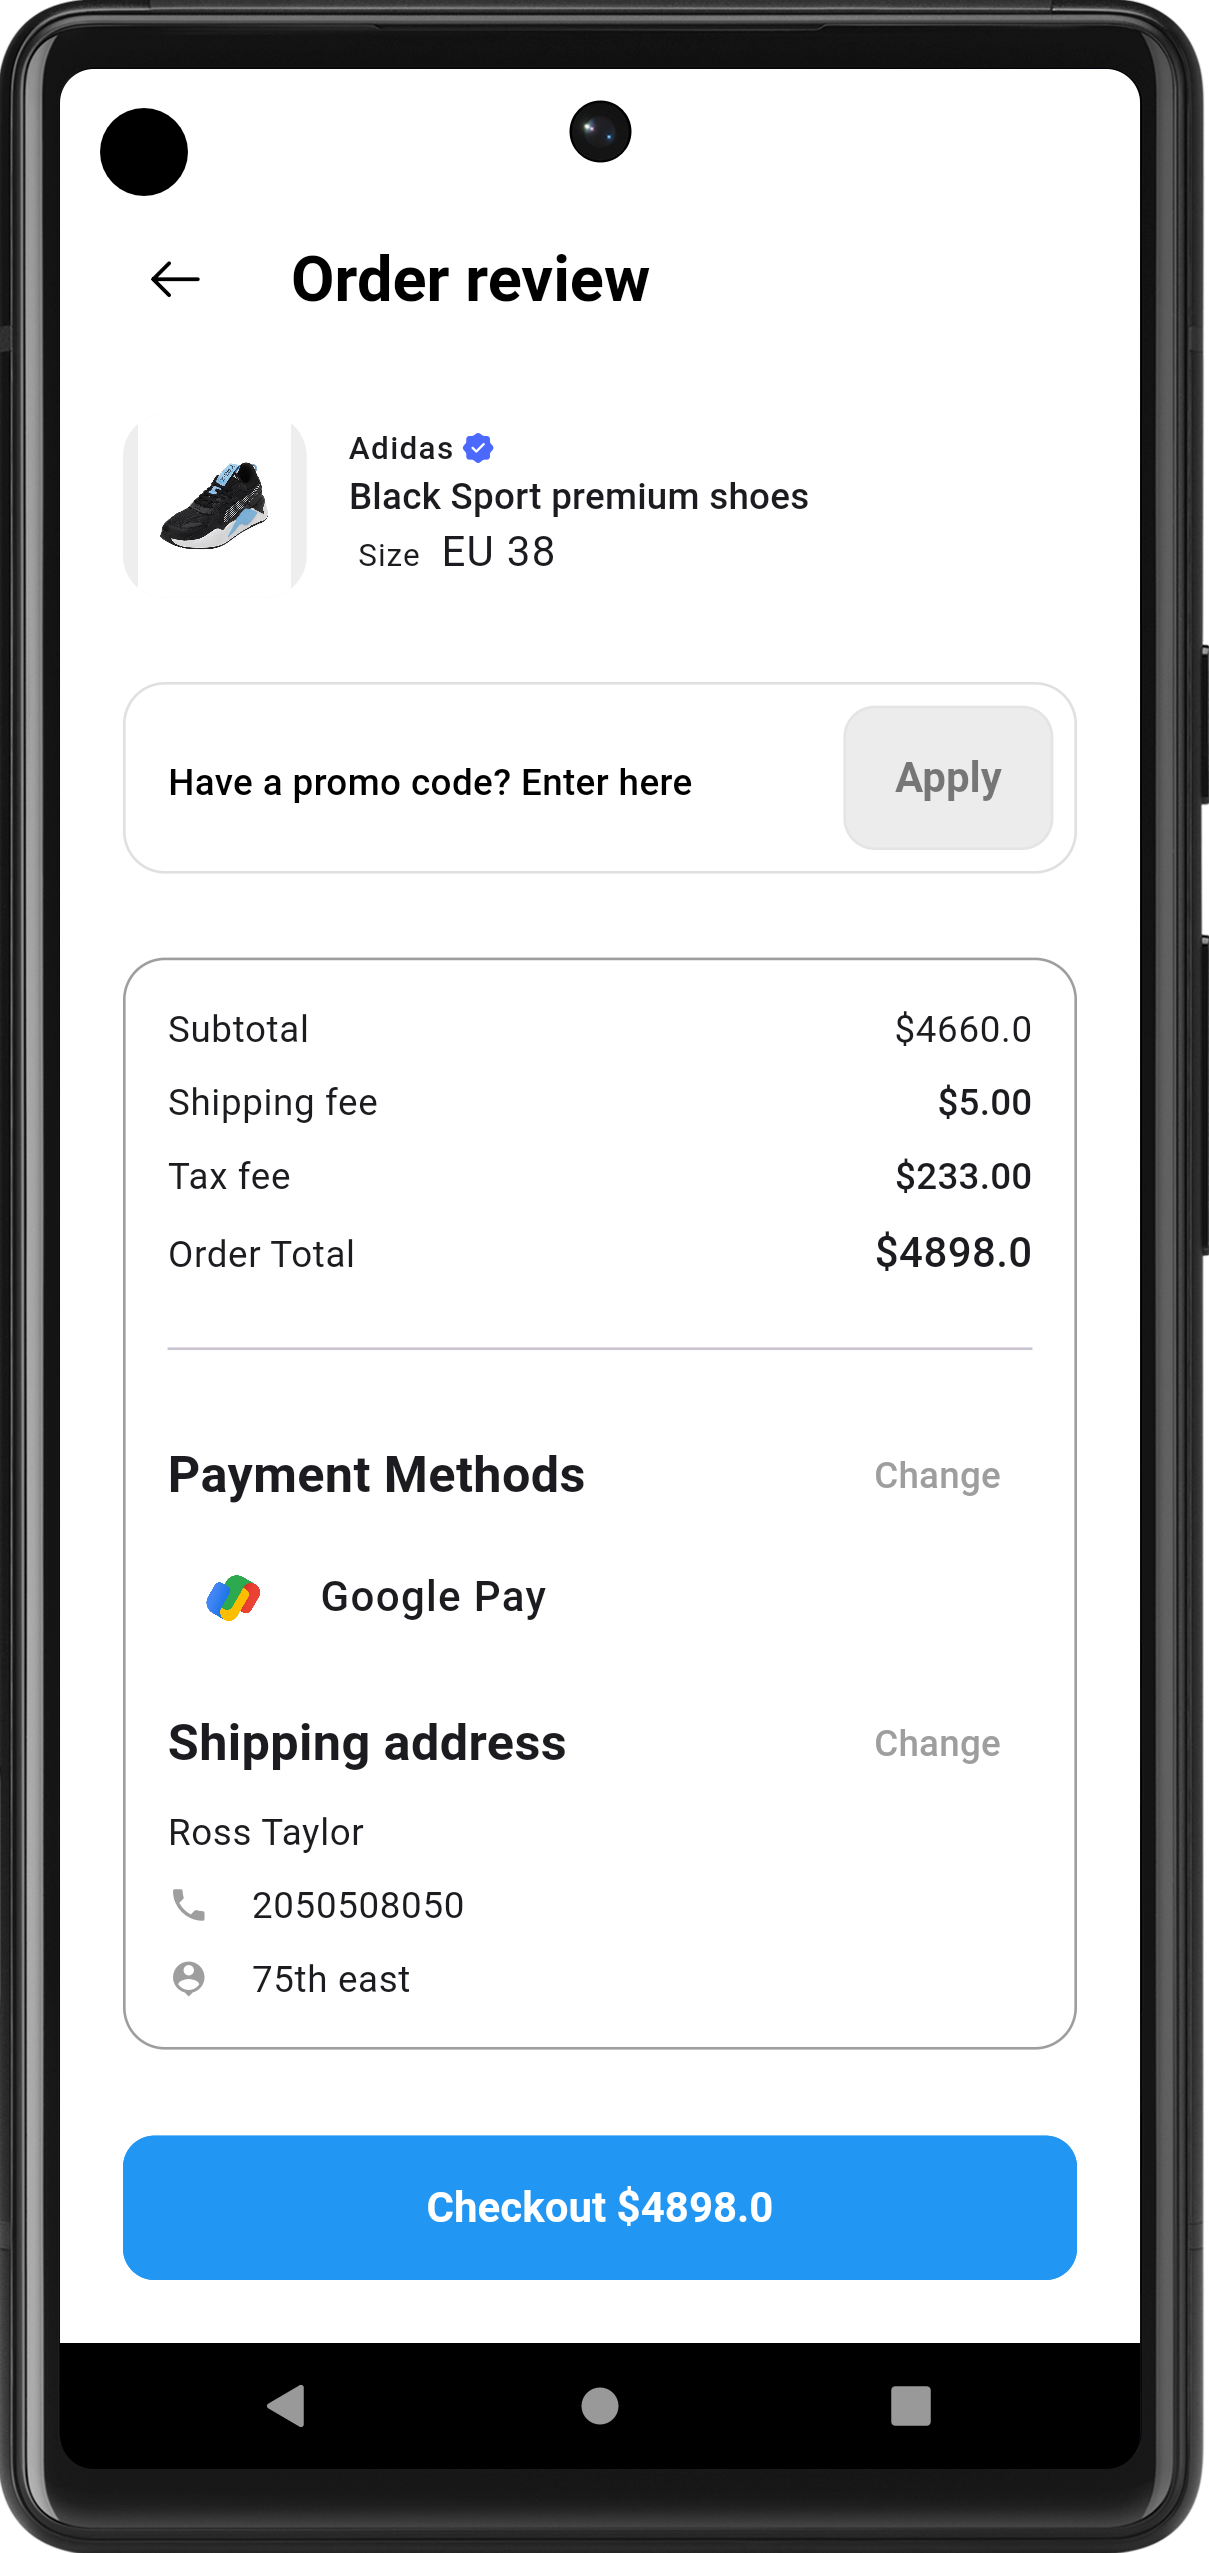 Order review
Adidas
Black Sport premium shoes
Size EU 38
Have a promo code? Enter here
Apply
Subtotal $4660.0
Shipping fee $5.00
Tax fee $233.00
Order Total $4898.0
Payment Methods Change
Google Pay
Shipping address Change
Ross Taylor
2050508050
75th east
Checkout $4898.0